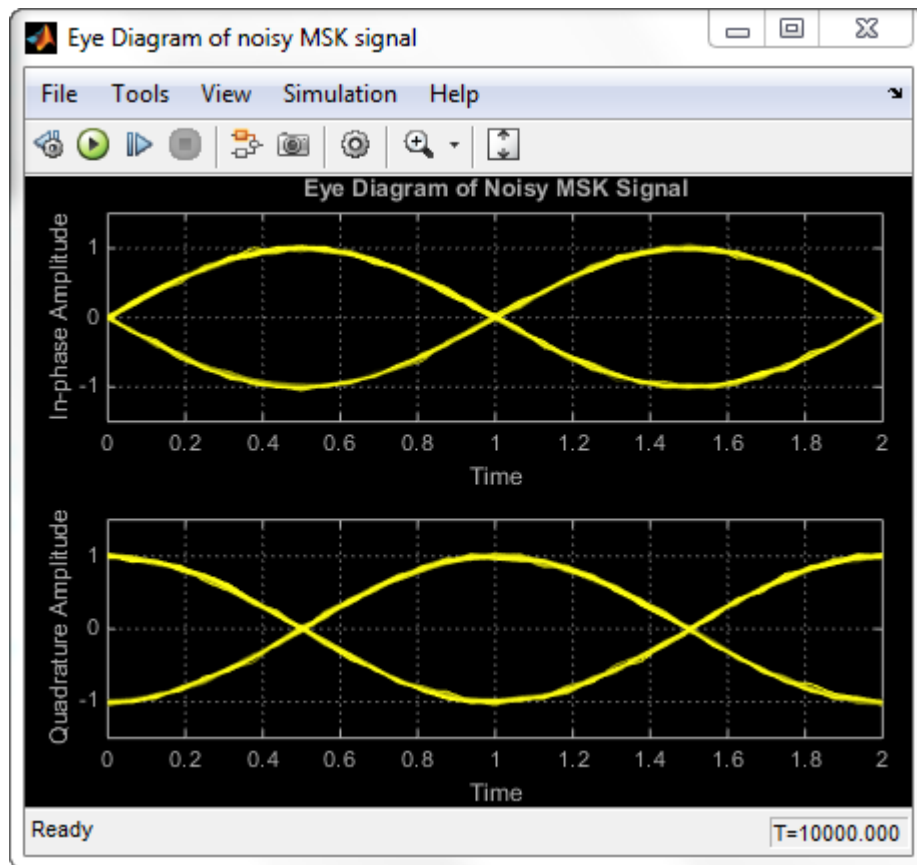 Eye Diagram of noisy MSK signal
File Tools View Simulation Help
Eye Diagram of Noisy MSK Signal
In-phase Amplitude
1
0
-1
0 0.2 0.4 0.6 0.8 1 1.2 1.4 1.6 1.8 2
Time
Quadrature Amplitude
1
0
-1
0 0.2 0.4 0.6 0.8 1 1.2 1.4 1.6 1.8 2
Time
Ready T=10000.000